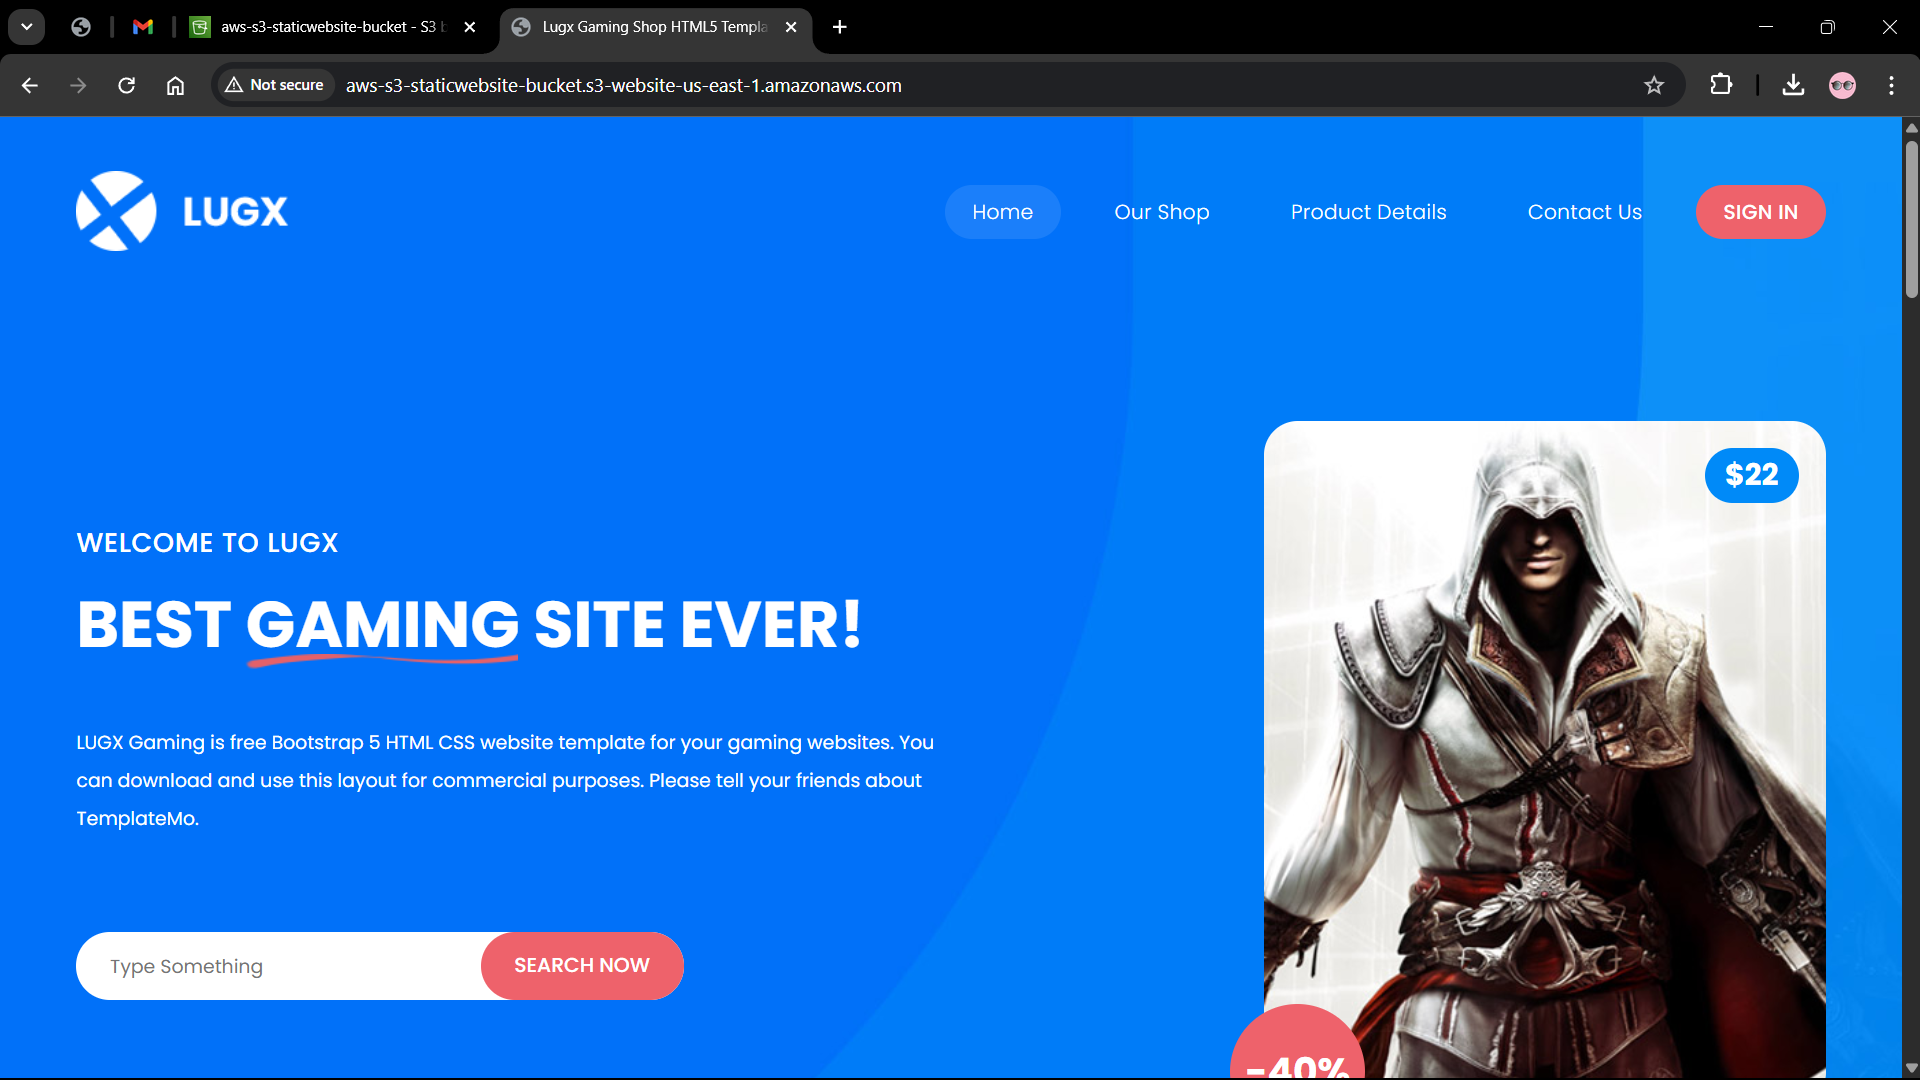 aws-s3-staticwebsite-bucket - S3 b
Lugx Gaming Shop HTML5 Templa
Not secure
aws-s3-staticwebsite-bucket.s3-website-us-east-1.amazonaws.com
LUGX
Home
Our Shop
Product Details
Contact Us
SIGN IN
$22
WELCOME TO LUGX
BEST GAMING SITE EVER!
LUGX Gaming is free Bootstrap 5 HTML CSS website template for your gaming websites. You
can download and use this layout for commercial purposes. Please tell your friends about
TemplateMo.
Type Something
SEARCH NOW
-40%